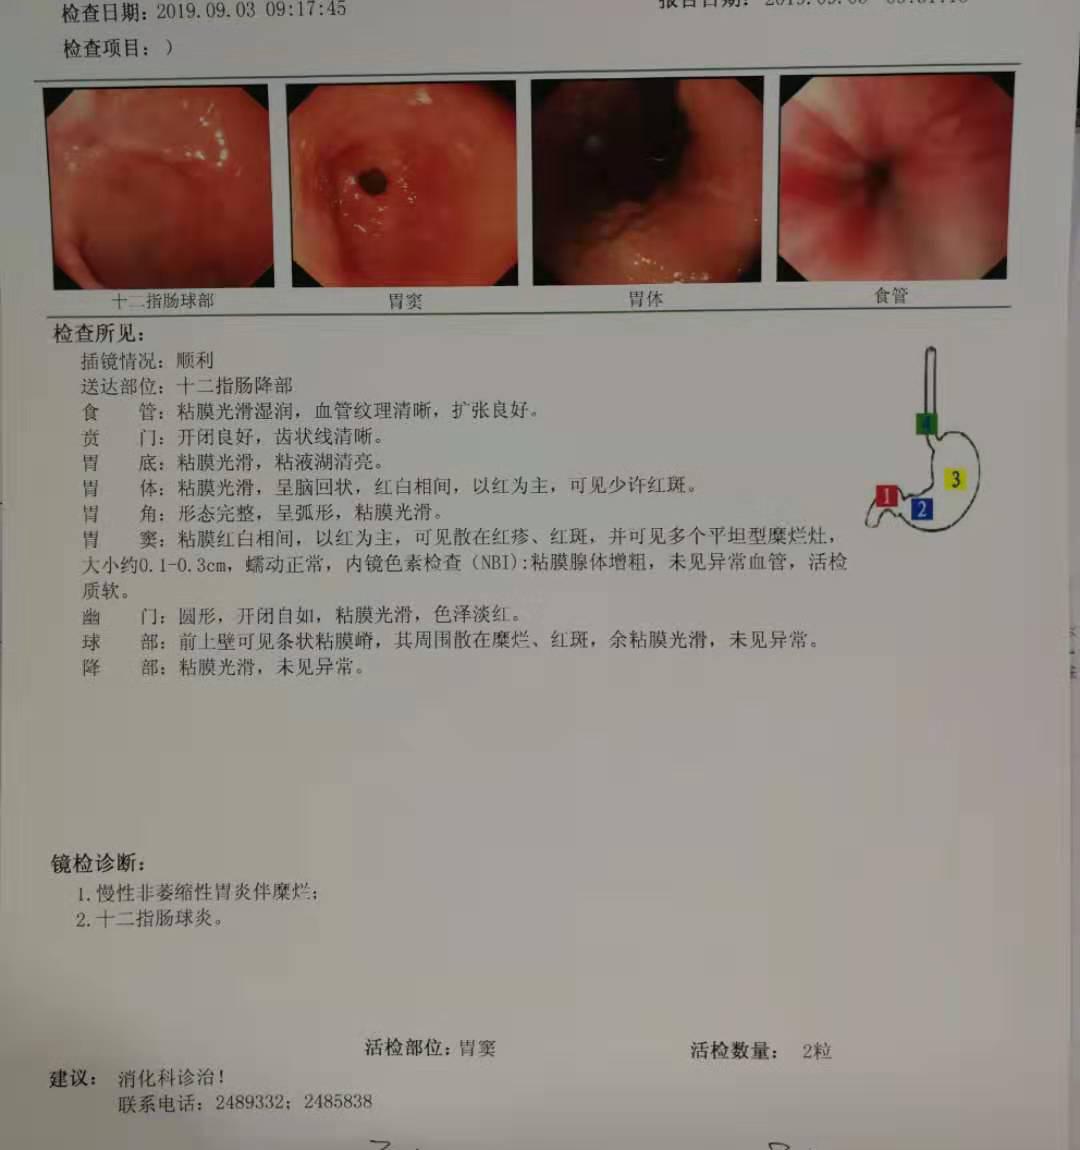 检查日期：2019.09.03 09:17:45
检查项目：）
十二指肠球部
胃窦
胃体
食管
检查所见：
插镜情况：顺利
送达部位：十二指肠降部
食 管：粘膜光滑湿润，血管纹理清晰，扩张良好。
贲 门：开闭良好，齿状线清晰。
胃 底：粘膜光滑，粘液湖清亮。
胃 体：粘膜光滑，呈脑回状，红白相间，以红为主，可见少许红斑。
胃 角：形态完整，呈弧形，粘膜光滑。
胃 窦：粘膜红白相间，以红为主，可见散在红疹、红斑，并可见多个平坦型糜烂灶，
大小约0.1-0.3cm，蠕动正常，内镜色素检查（NBI）:粘膜腺体增粗，未见异常血管，活检
质软。
幽 门：圆形，开闭自如，粘膜光滑，色泽淡红。
球 部：前上壁可见条状粘膜嵴，其周围散在糜烂、红斑，余粘膜光滑，未见异常。
降 部：粘膜光滑，未见异常。
4
3
1
2
镜检诊断：
1.慢性非萎缩性胃炎伴糜烂；
2.十二指肠球炎。
活检部位：胃窦
活检数量： 2粒
建议： 消化科诊治！
联系电话：2489332；2485838